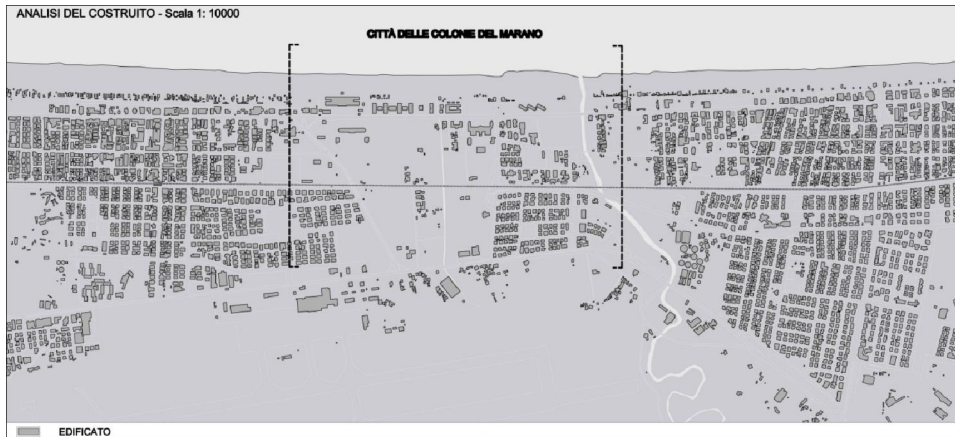 ANALISI DEL COSTRUITO - Scala 1: 10000
CITTÀ DELLE COLONIE DEL MARANO
EDIFICATO